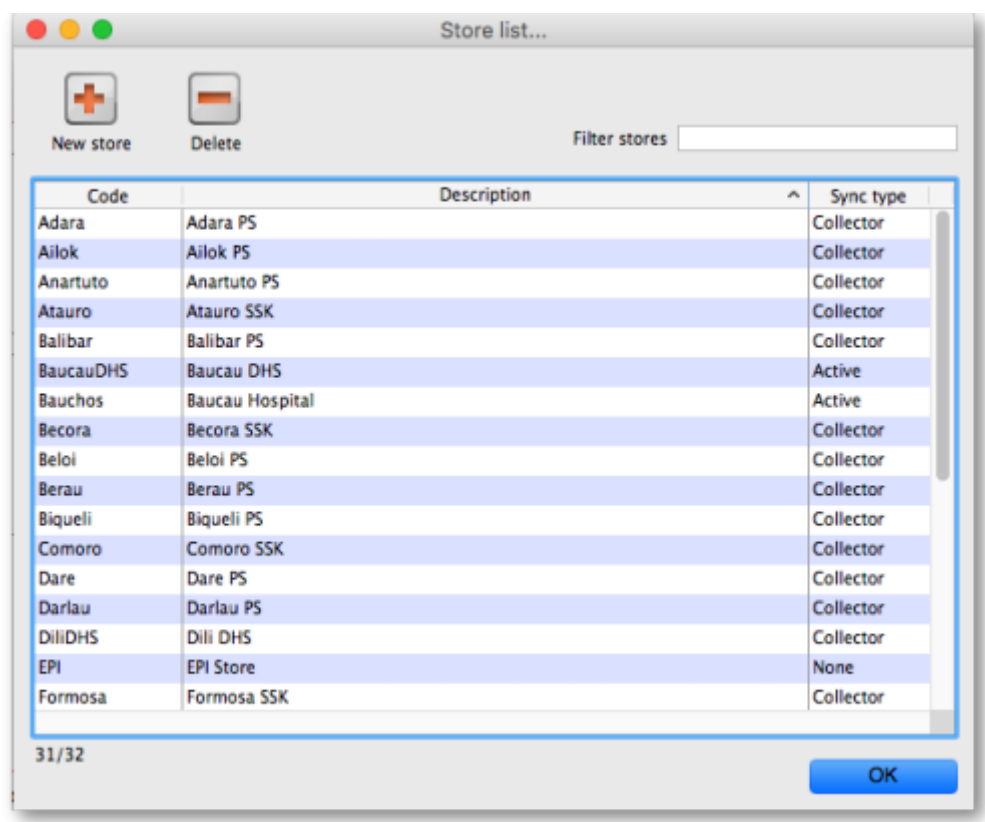 Store list...
New store Delete Filter stores
Code Description Sync type
Adara Adara PS Collector
Ailok Ailok PS Collector
Anartuto Anartuto PS Collector
Atauro Atauro SSK Collector
Balibar Balibar PS Collector
BaucauDHS Baucau DHS Active
Bauchos Baucau Hospital Active
Becora Becora SSK Collector
Beloi Beloi PS Collector
Berau Berau PS Collector
Biqueli Biqueli PS Collector
Comoro Comoro SSK Collector
Dare Dare PS Collector
Darlau Darlau PS Collector
DiliDHS Dili DHS Collector
EPI EPI Store None
Formosa Formosa SSK Collector
31/32
OK